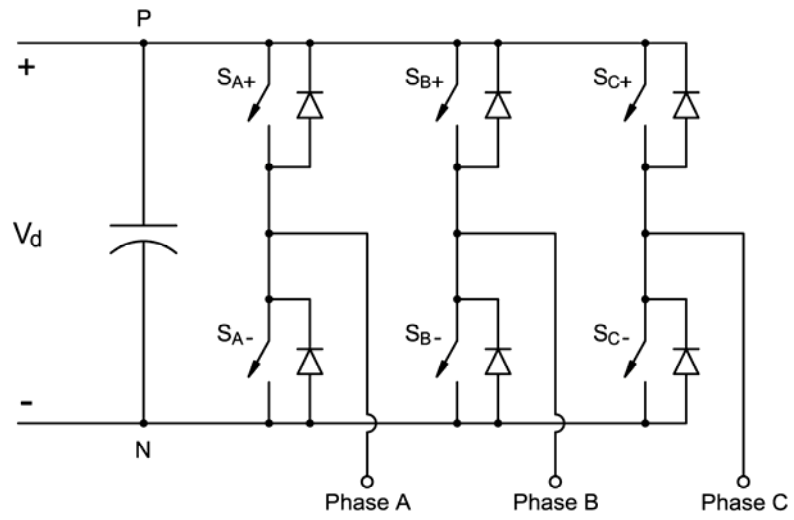 P
+
SA+
SB+
SC+
Vd
SA-
SB-
SC-
-
N
Phase A
Phase B
Phase C